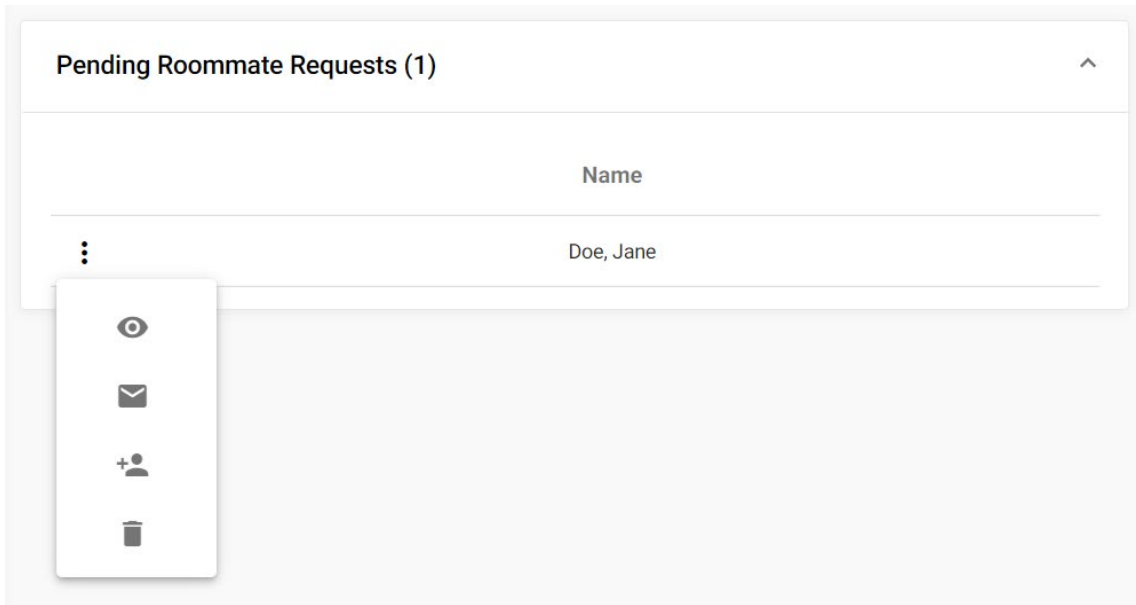 Pending Roommate Requests (1)
Name
Doe, Jane